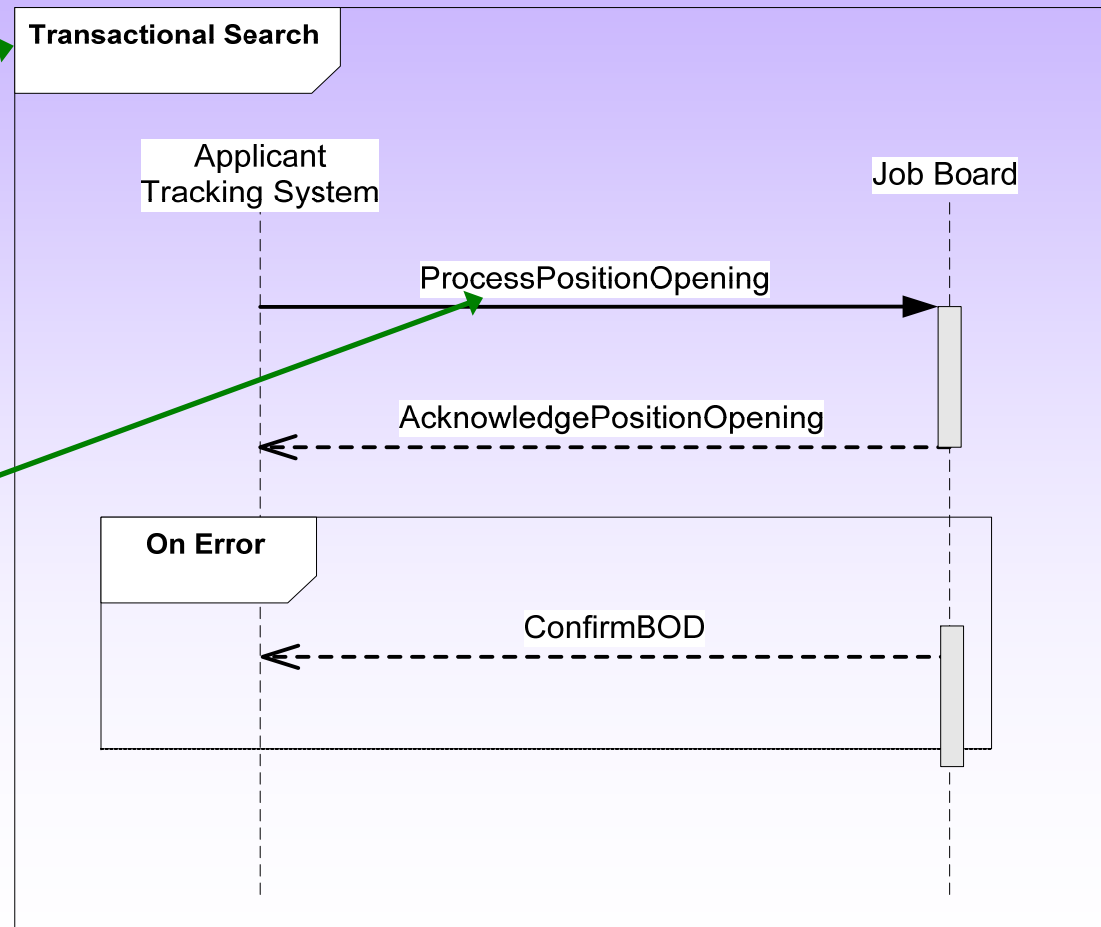 Transactional Search
Applicant
Tracking System
Job Board
ProcessPositionOpening
AcknowledgePositionOpening
On Error
ConfirmBOD